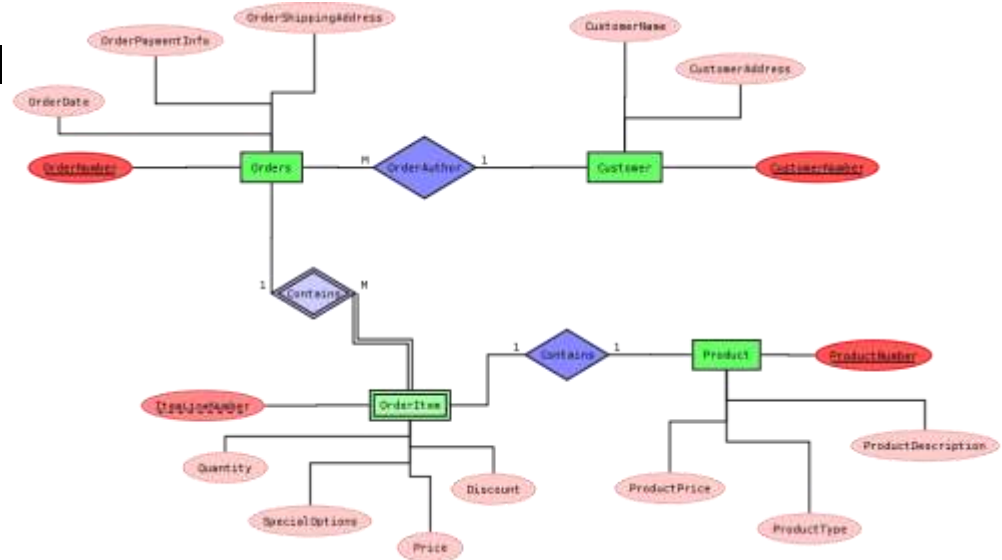 OrderShippingAddress
OrderPaymentInfo
CustomerName
CustomerAddress
OrderDate
OrderNumber
Orders
M
OrderAuthor
1
Customer
CustomerNumber
1
Contains
M
1
Contains
1
Product
ProductNumber
ItemLineNumber
OrderItem
Quantity
Discount
SpecialOptions
Price
ProductPrice
ProductDescription
ProductType